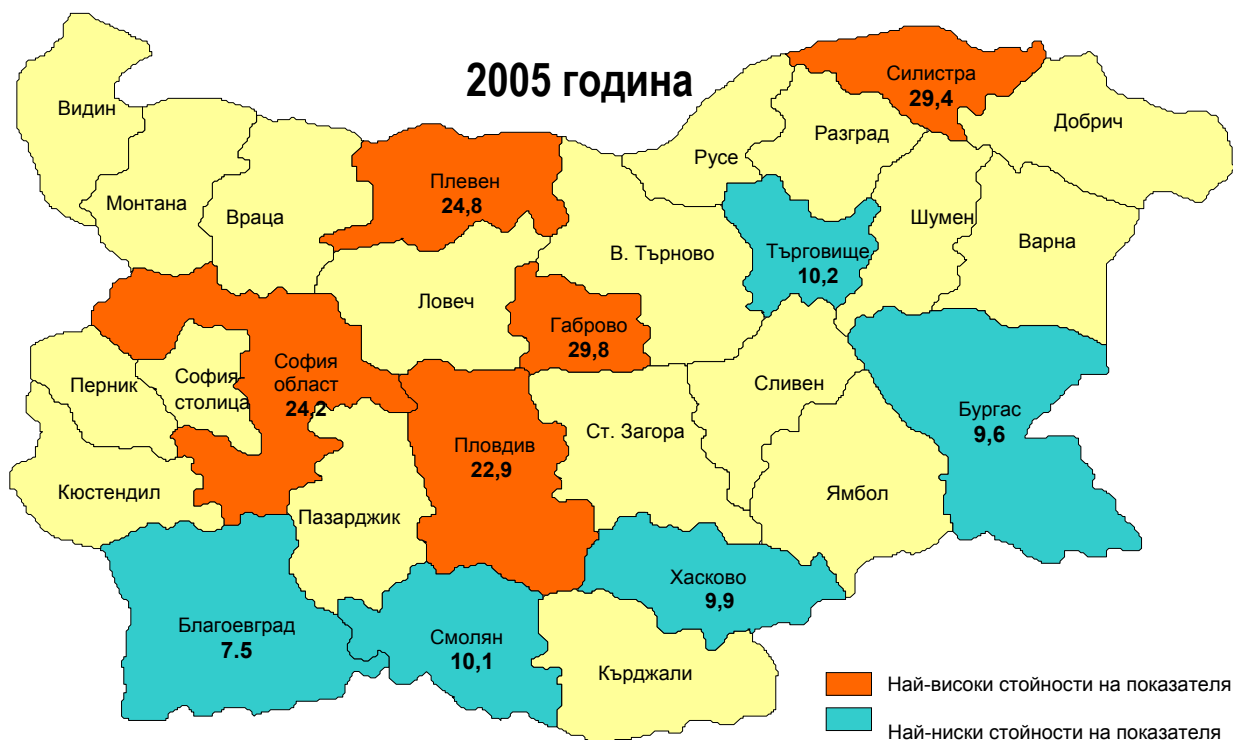 2005 година
Видин
Монтана
Враца
Плевен
24,8
Русе
Разград
Силистра
29,4
Добрич
Шумен
Варна
Търговище
10,2
В. Търново
Ловеч
Габрово
29,8
София
област
24,2
София-
столица
Перник
Кюстендил
Пазарджик
Пловдив
22,9
Ст. Загора
Сливен
Ямбол
Бургас
9,6
Хасково
9,9
Благоевград
7.5
Смолян
10,1
Кърджали
Най-високи стойности на показателя
Най-ниски стойности на показателя